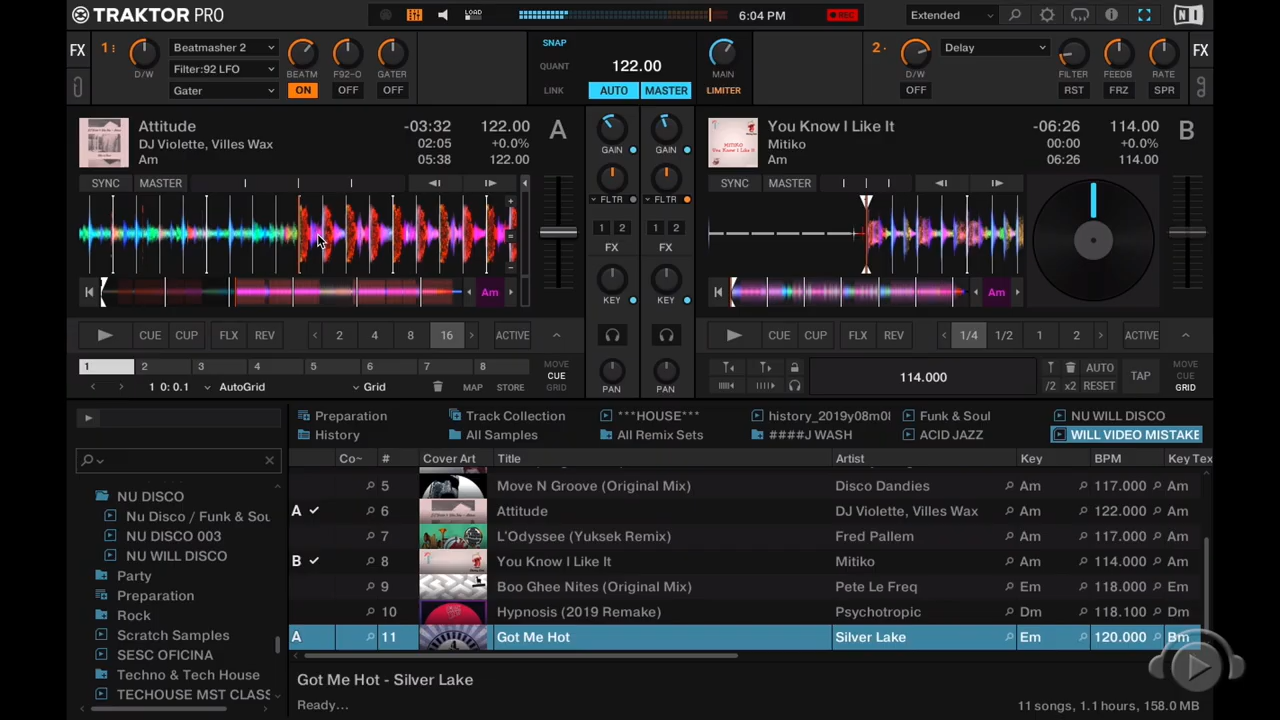 TRAKTOR PRO
LOAD
6:04 PM
REC
Extended
FX
1
D/W
Beatmasher 2
Filter:92 LFO
Gater
BEATM
ON
F92-O
OFF
GATER
OFF
SNAP
QUANT
LINK
122.00
AUTO
MASTER
MAIN
LIMITER
2
D/W
OFF
Delay
FILTER
RST
FEEDB
FRZ
RATE
SPR
FX
Attitude
DJ Violette, Villes Wax
Am
-03:32
02:05
05:38
122.00
+0.0%
122.00
A
SYNC
MASTER
Am
CUE
CUP
FLX
REV
2
4
8
16
ACTIVE
1
2
3
4
5
6
7
8
1 0:0.1
AutoGrid
Grid
MAP
STORE
MOVE
CUE
GRID
GAIN
GAIN
FLTR
FLTR
1 2
1 2
FX
FX
KEY
KEY
PAN
PAN
You Know I Like It
Mitiko
Am
-06:26
00:00
06:26
114.00
+0.0%
114.00
B
SYNC
MASTER
Am
CUE
CUP
FLX
REV
1/4
1/2
1
2
ACTIVE
114.000
/2
x2
AUTO
RESET
TAP
MOVE
CUE
GRID
Preparation
Track Collection
***HOUSE***
history_2019y08m0
Funk & Soul
NU WILL DISCO
History
All Samples
All Remix Sets
####J WASH
ACID JAZZ
WILL VIDEO MISTAKE
NU DISCO
Nu Disco / Funk & Sou
NU DISCO 003
NU WILL DISCO
Party
Preparation
Rock
Scratch Samples
SESC OFICINA
Techno & Tech House
TECHOUSE MST CLASS
Co~ # Cover Art Title Artist Key BPM Key Tex
5 Move N Groove (Original Mix) Disco Dandies Am 117.000 Am
A 6 Attitude DJ Violette, Villes Wax Am 122.000 Am
7 L'Odyssee (Yuksek Remix) Fred Pallem Am 117.000 Am
B 8 You Know I Like It Mitiko Am 114.000 Am
9 Boo Ghee Nites (Original Mix) Pete Le Freq Em 118.000 Em
10 Hypnosis (2019 Remake) Psychotropic Dm 118.100 Dm
A 11 Got Me Hot Silver Lake Em 120.000 Bm
Got Me Hot - Silver Lake
Ready...
11 songs, 1.1 hours, 158.0 MB